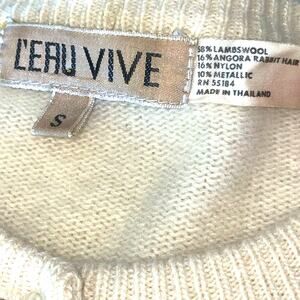 L'EAU VIVE
S
58% LAMBSWOOL
16% ANGORA RABBIT HAIR
16% NYLON
10% METALLIC
RN 55184
MADE IN THAILAND